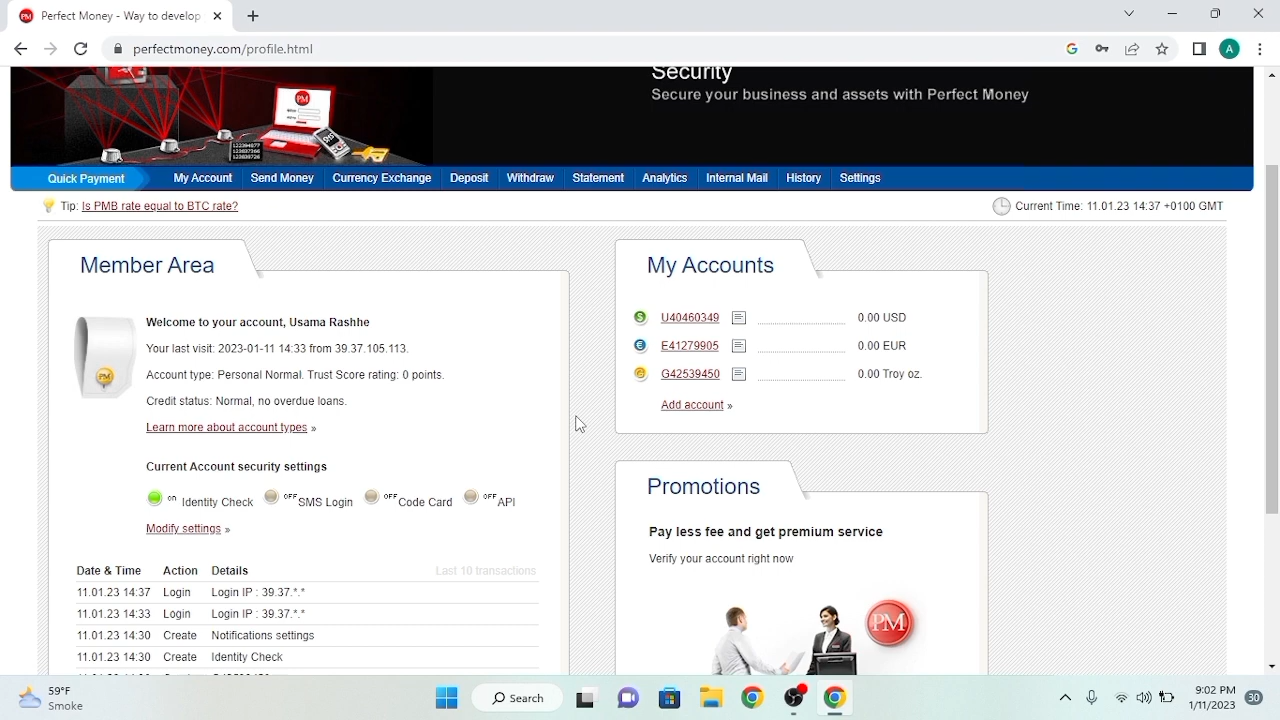 Perfect Money - Way to develop
perfectmoney.com/profile.html
A
Security
Secure your business and assets with Perfect Money
PM
Quick Payment My Account Send Money Currency Exchange Deposit Withdraw Statement Analytics Internal Mail History Settings
Tip: Is PMB rate equal to BTC rate?
Current Time: 11.01.23 14:37 +0100 GMT
Member Area
Welcome to your account, Usama Rashhe
Your last visit: 2023-01-11 14:33 from 39.37.105.113.
Account type: Personal Normal. Trust Score rating: 0 points.
Credit status: Normal, no overdue loans.
Learn more about account types »
Current Account security settings
on Identity Check OFF SMS Login OFF Code Card OFF API
Modify settings »
Date & Time Action Details Last 10 transactions
11.01.23 14:37 Login Login IP : 39.37.*.*
11.01.23 14:33 Login Login IP : 39.37.*.*
11.01.23 14:30 Create Notifications settings
11.01.23 14:30 Create Identity Check
My Accounts
U40460349 0.00 USD
E41279905 0.00 EUR
G42539450 0.00 Troy oz.
Add account »
Promotions
Pay less fee and get premium service
Verify your account right now
PM
59°F
Smoke
Search
9:02 PM
1/11/2023
30